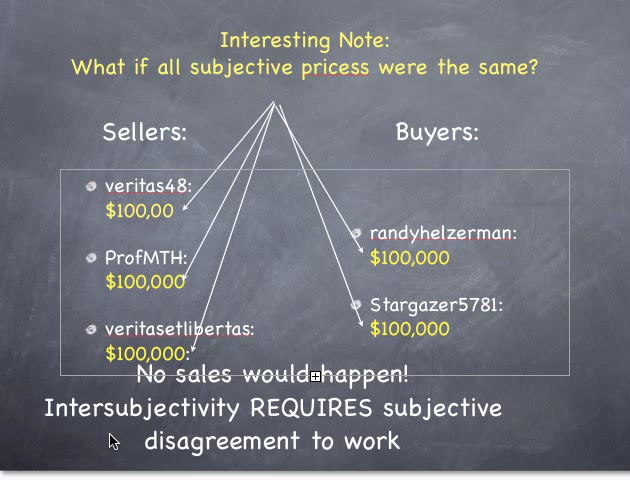 Interesting Note:
What if all subjective pricess were the same?
Sellers:
veritas48:
$100,00
ProfMTH:
$100,000
veritasetlibertas:
$100,000:
Buyers:
randyhelzerman:
$100,000
Stargazer5781:
$100,000
No sales would happen!
Intersubjectivity REQUIRES subjective
disagreement to work